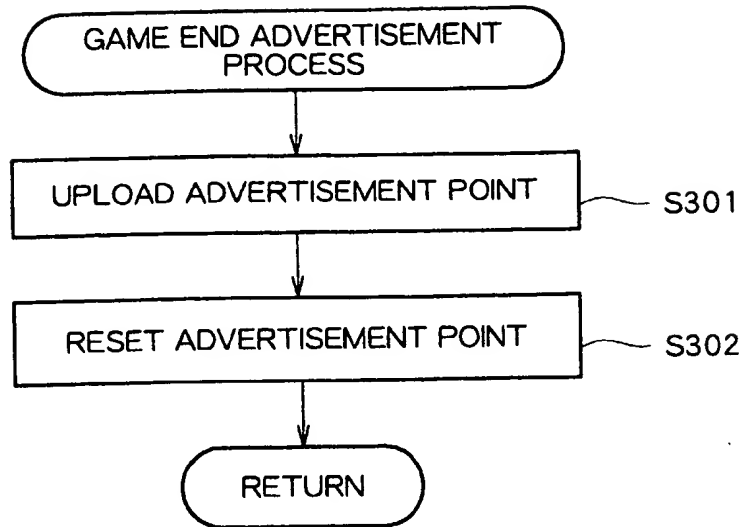 GAME END ADVERTISEMENT
PROCESS
UPLOAD ADVERTISEMENT POINT
S301
RESET ADVERTISEMENT POINT
S302
RETURN